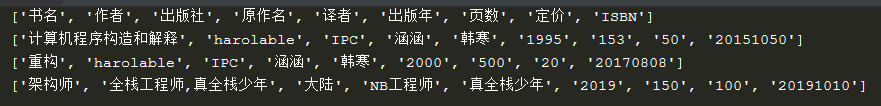 ['书名', '作者', '出版社', '原作名', '译者', '出版年', '页数', '定价', 'ISBN']
['计算机程序构造和解释', 'harolable', 'IPC', '涵涵', '韩寒', '1995', '153', '50', '20151050']
['重构', 'harolable', 'IPC', '涵涵', '韩寒', '2000', '500', '20', '20170808']
['架构师', '全栈工程师,真全栈少年', '大陆', 'NB工程师', '真全栈少年', '2019', '150', '100', '20191010']